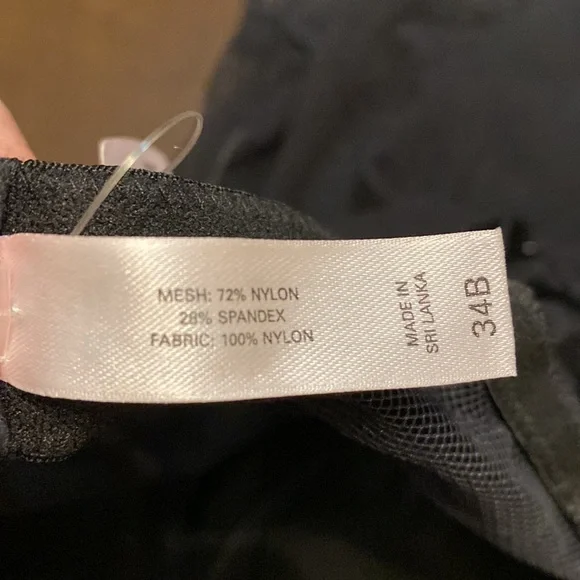 MESH: 72% NYLON
28% SPANDEX
FABRIC: 100% NYLON
MADE IN
SRI LANKA
34B